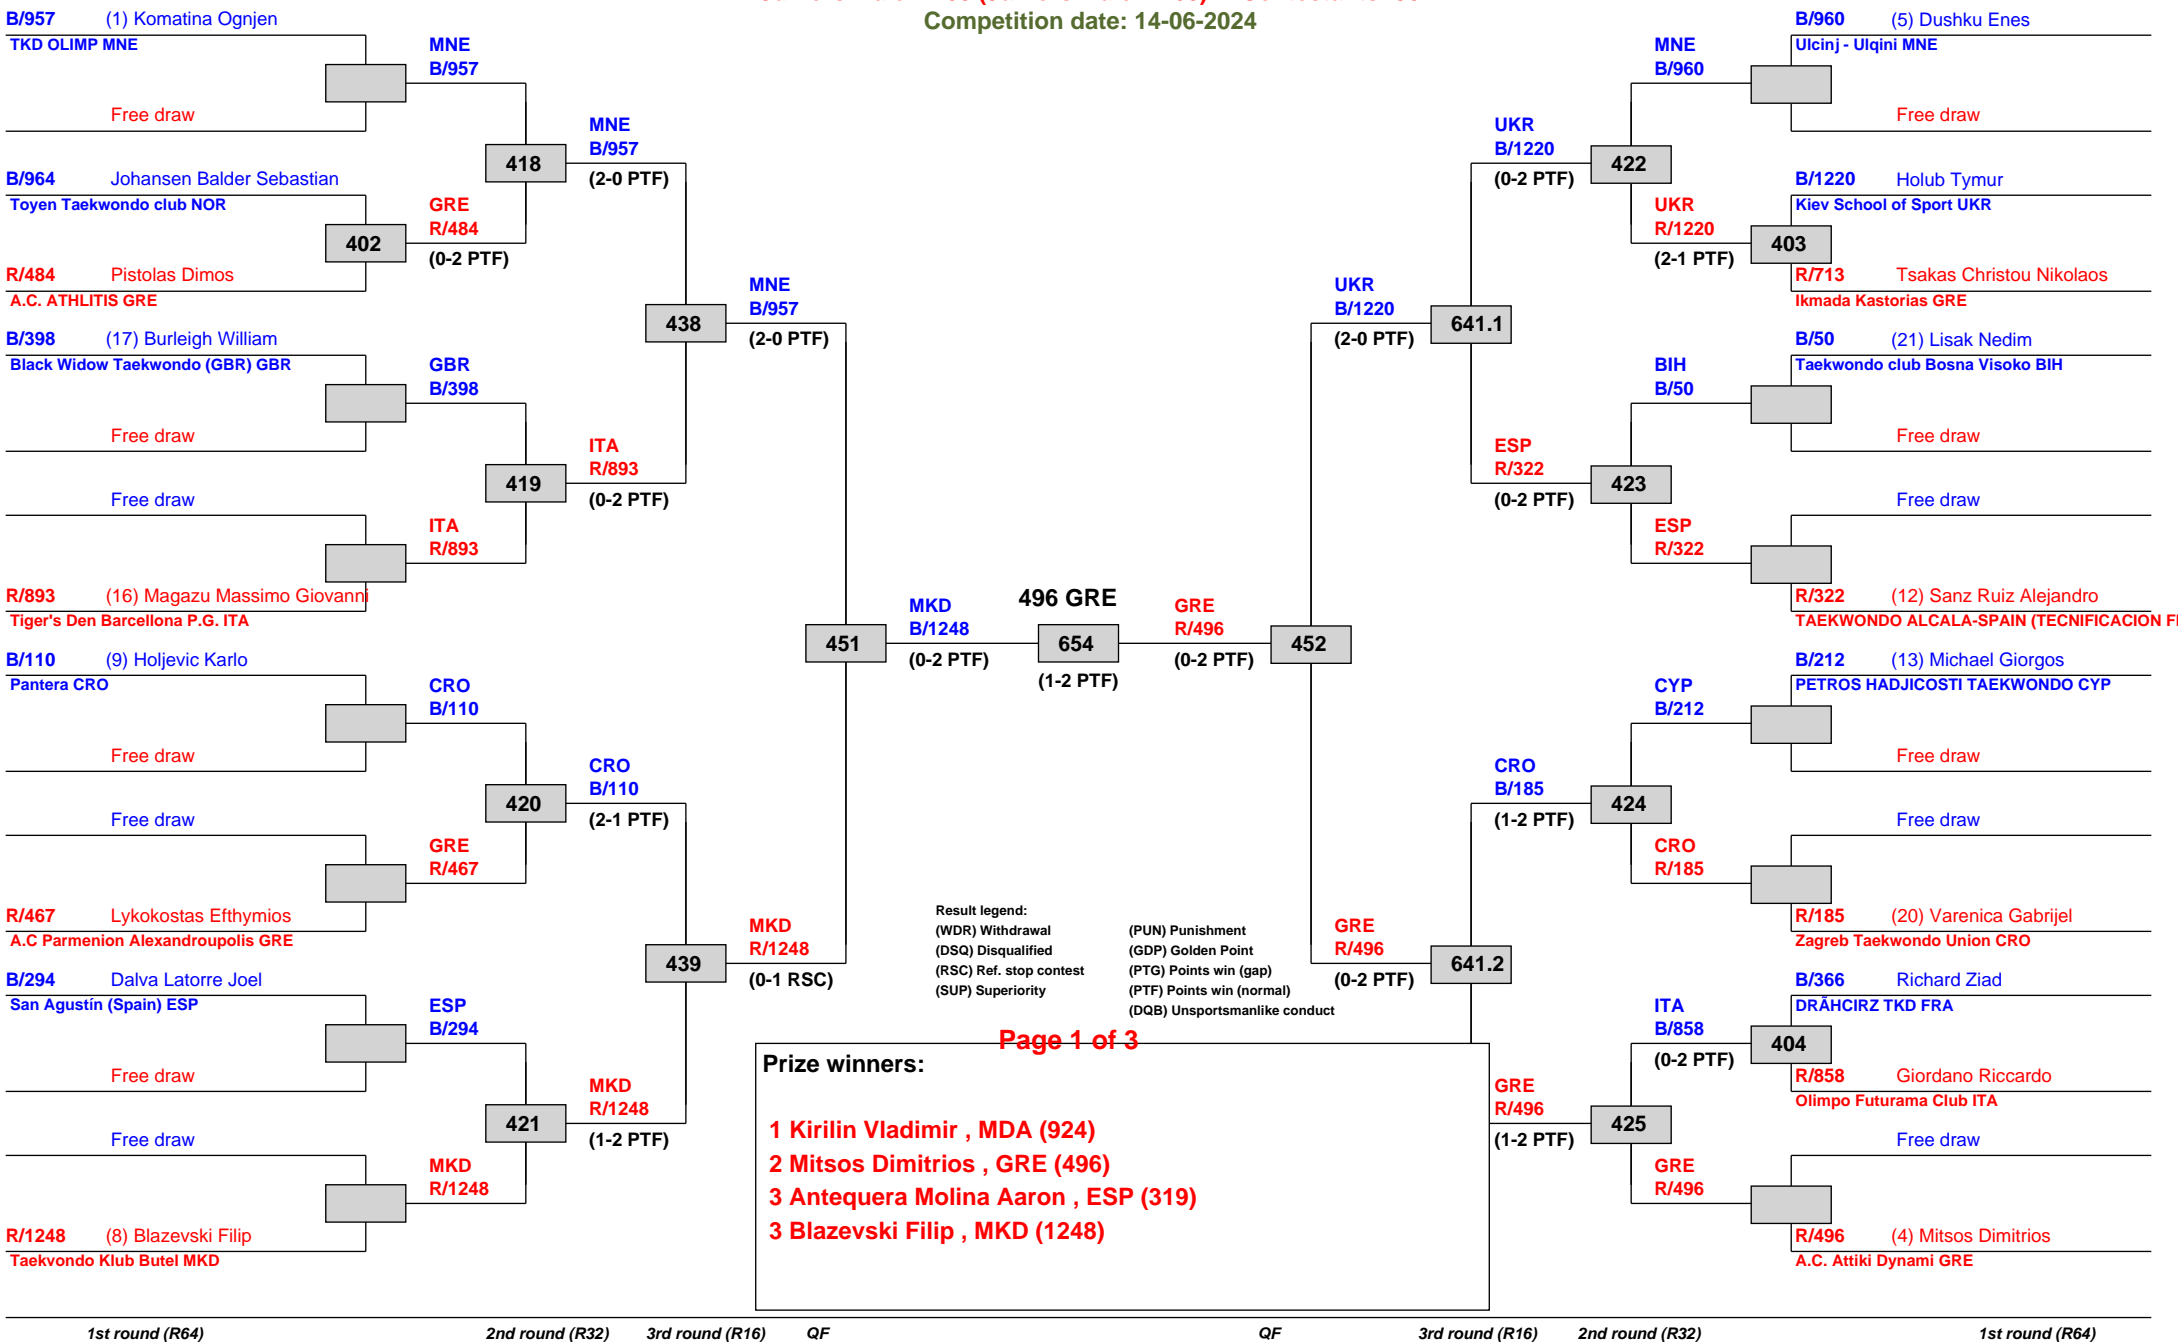 Competition date: 14-06-2024
B/957 (1) Komatina Ognjen
TKD OLIMP MNE
Free draw
MNE
B/957
B/964 Johansen Balder Sebastian
Toyen Taekwondo club NOR
402
R/484 Pistolas Dimos
A.C. ATHLITIS GRE
GRE
R/484
(0-2 PTF)
418
MNE
B/957
(2-0 PTF)
B/398 (17) Burleigh William
Black Widow Taekwondo (GBR) GBR
Free draw
GBR
B/398
Free draw
R/893 (16) Magazu Massimo Giovanni
Tiger's Den Barcellona P.G. ITA
ITA
R/893
419
ITA
R/893
(0-2 PTF)
438
MNE
B/957
(2-0 PTF)
B/110 (9) Holjevic Karlo
Pantera CRO
Free draw
CRO
B/110
Free draw
R/467 Lykokostas Efthymios
A.C Parmenion Alexandroupolis GRE
GRE
R/467
420
CRO
B/110
(2-1 PTF)
B/294 Dalva Latorre Joel
San Agustín (Spain) ESP
Free draw
ESP
B/294
Free draw
R/1248 (8) Blazevski Filip
Taekvondo Klub Butel MKD
MKD
R/1248
421
MKD
R/1248
(1-2 PTF)
439
MKD
R/1248
(0-1 RSC)
451
MKD
B/1248
(0-2 PTF)
496 GRE
654
(1-2 PTF)
GRE
R/496
(0-2 PTF)
452
UKR
B/1220
(2-0 PTF)
641.1
UKR
B/1220
(0-2 PTF)
422
MNE
B/960
B/960 (5) Dushku Enes
Ulcinj - Ulqini MNE
Free draw
UKR
R/1220
(2-1 PTF)
403
B/1220 Holub Tymur
Kiev School of Sport UKR
R/713 Tsakas Christou Nikolaos
Ikmada Kastorias GRE
ESP
R/322
(0-2 PTF)
423
BIH
B/50
B/50 (21) Lisak Nedim
Taekwondo club Bosna Visoko BIH
Free draw
ESP
R/322
Free draw
R/322 (12) Sanz Ruiz Alejandro
TAEKWONDO ALCALA-SPAIN (TECNIFICACION
GRE
R/496
(0-2 PTF)
641.2
CRO
B/185
(1-2 PTF)
424
CYP
B/212
B/212 (13) Michael Giorgos
PETROS HADJICOSTI TAEKWONDO CYP
Free draw
CRO
R/185
Free draw
R/185 (20) Varenica Gabrijel
Zagreb Taekwondo Union CRO
GRE
R/496
(1-2 PTF)
425
ITA
B/858
(0-2 PTF)
404
B/366 Richard Ziad
DRÃHCIRZ TKD FRA
R/858 Giordano Riccardo
Olimpo Futurama Club ITA
GRE
R/496
Free draw
R/496 (4) Mitsos Dimitrios
A.C. Attiki Dynami GRE
Result legend:
(WDR) Withdrawal
(DSQ) Disqualified
(RSC) Ref. stop contest
(SUP) Superiority
(PUN) Punishment
(GDP) Golden Point
(PTG) Points win (gap)
(PTF) Points win (normal)
(DQB) Unsportsmanlike conduct
Page 1 of 3
Prize winners:
1 Kirilin Vladimir , MDA (924)
2 Mitsos Dimitrios , GRE (496)
3 Antequera Molina Aaron , ESP (319)
3 Blazevski Filip , MKD (1248)
1st round (R64) 2nd round (R32) 3rd round (R16) QF QF 3rd round (R16) 2nd round (R32) 1st round (R64)